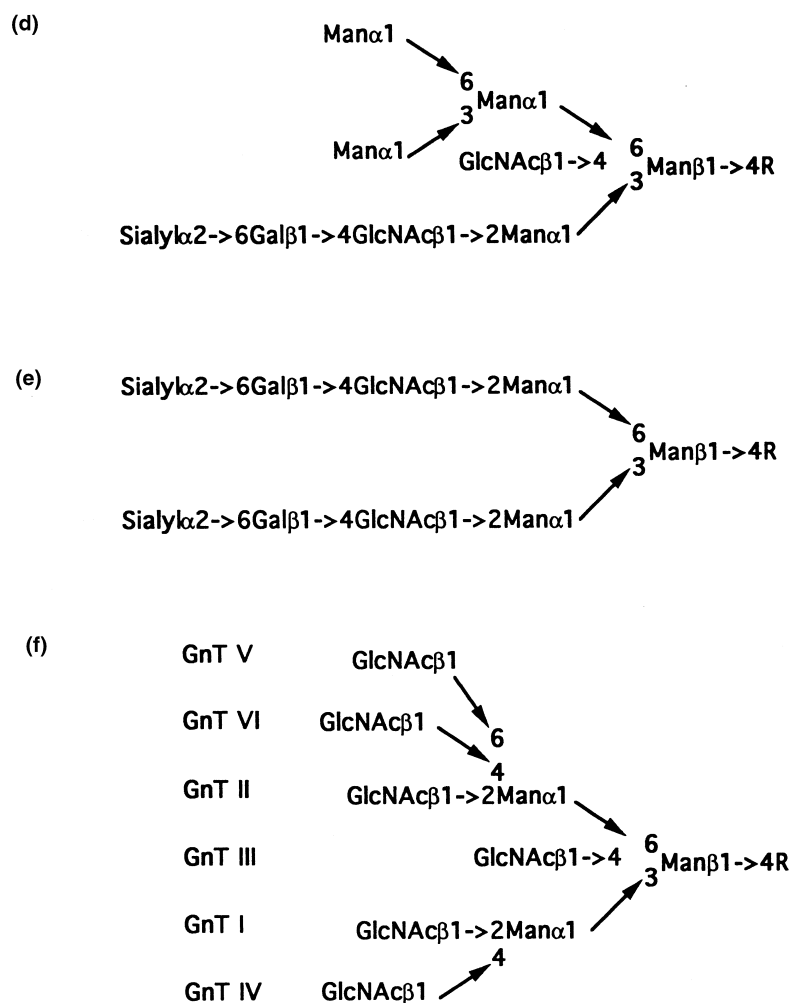 (d)
Manα1
6
Manα1
3
Manα1
GlcNAcβ1->4
6
Manβ1->4R
3
Sialylα2->6Galβ1->4GlcNAcβ1->2Manα1
(e)
Sialylα2->6Galβ1->4GlcNAcβ1->2Manα1
6
Manβ1->4R
3
Sialylα2->6Galβ1->4GlcNAcβ1->2Manα1
(f)
GnT V GlcNAcβ1
GnT VI GlcNAcβ1
6
4
GnT II GlcNAcβ1->2Manα1
6
GnT III GlcNAcβ1->4 Manβ1->4R
3
GnT I GlcNAcβ1->2Manα1
4
GnT IV GlcNAcβ1